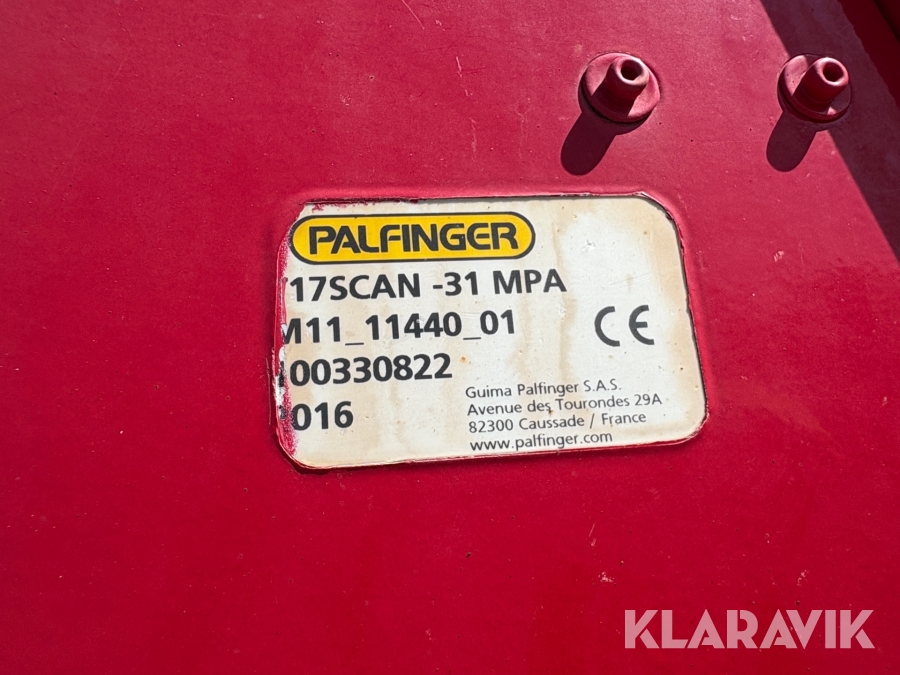 PALFINGER
17SCAN -31 MPA
M11_11440_01
00330822
016
Guima Palfinger S.A.S.
Avenue des Tourondes 29A
82300 Caussade / France
www.palfinger.com
CE
KLARAVIK